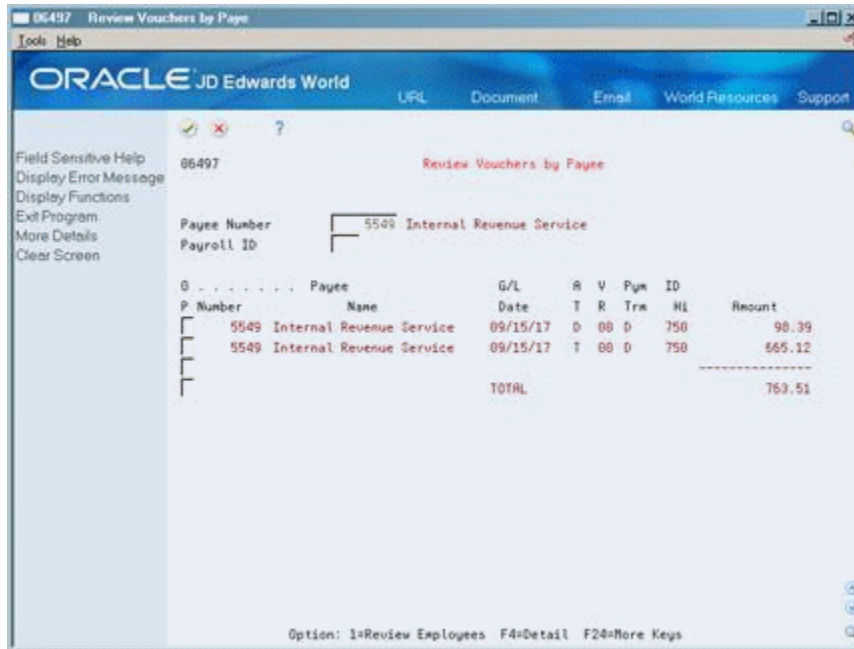 06497 Review Vouchers by Paye
Tools Help
ORACLE JD Edwards World
URL Document Email World Resources Support
?
Field Sensitive Help
Display Error Message
Display Functions
Exit Program
More Details
Clear Screen
06497 Review Vouchers by Payee
Payee Number 5549 Internal Revenue Service
Payroll ID
O . . . . . . . Payee G/L A V Pym ID
P Number Name Date T R Trm Hi Amount
5549 Internal Revenue Service 09/15/17 D 00 D 750 98.39
5549 Internal Revenue Service 09/15/17 T 00 D 750 665.12
---------------
TOTAL 763.51
Option: 1=Review Employees F4=Detail F24=More Keys